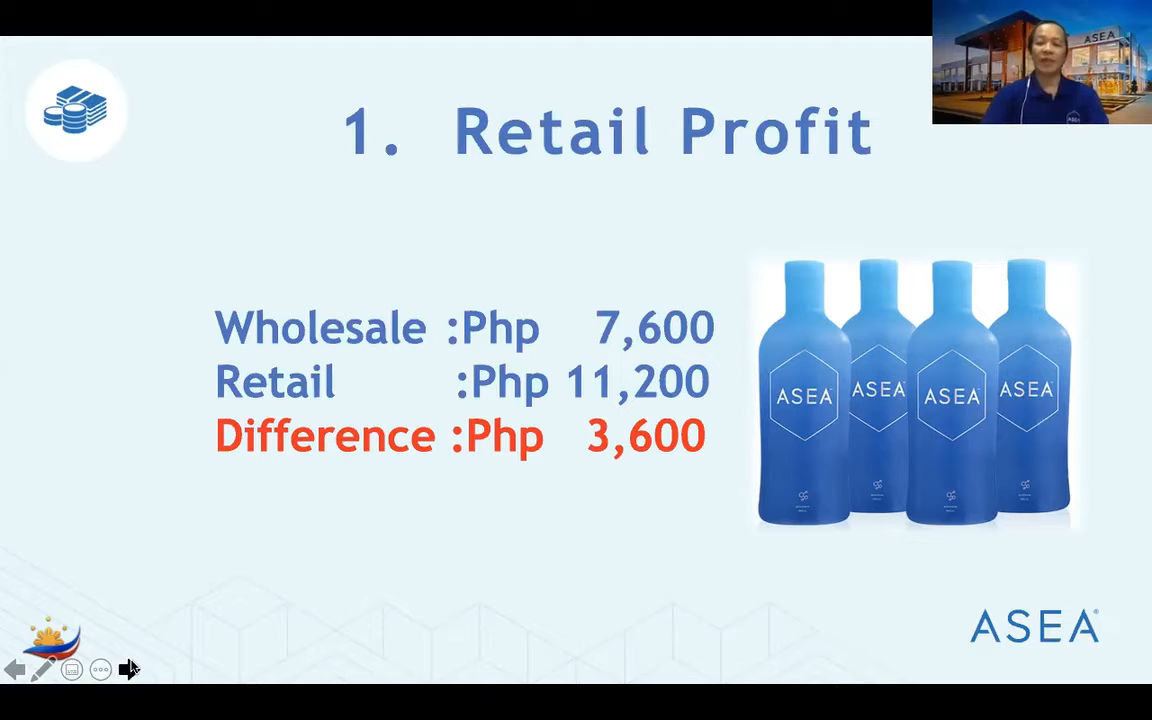 ASEA
1. Retail Profit
Wholesale :Php 7,600
Retail :Php 11,200
Difference :Php 3,600
ASEA
ASEA
ASEA
ASEA
ASEA